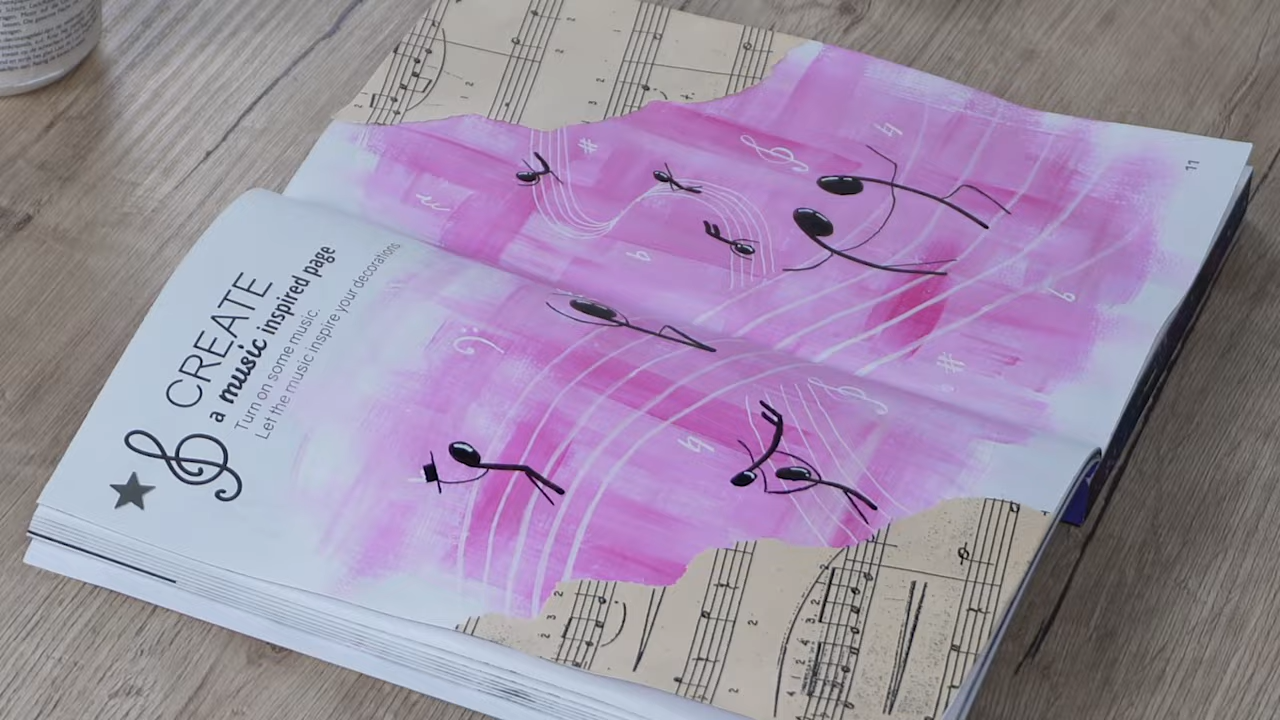 CREATE
a music inspired page
Turn on some music.
Let the music inspire your decorations.
11